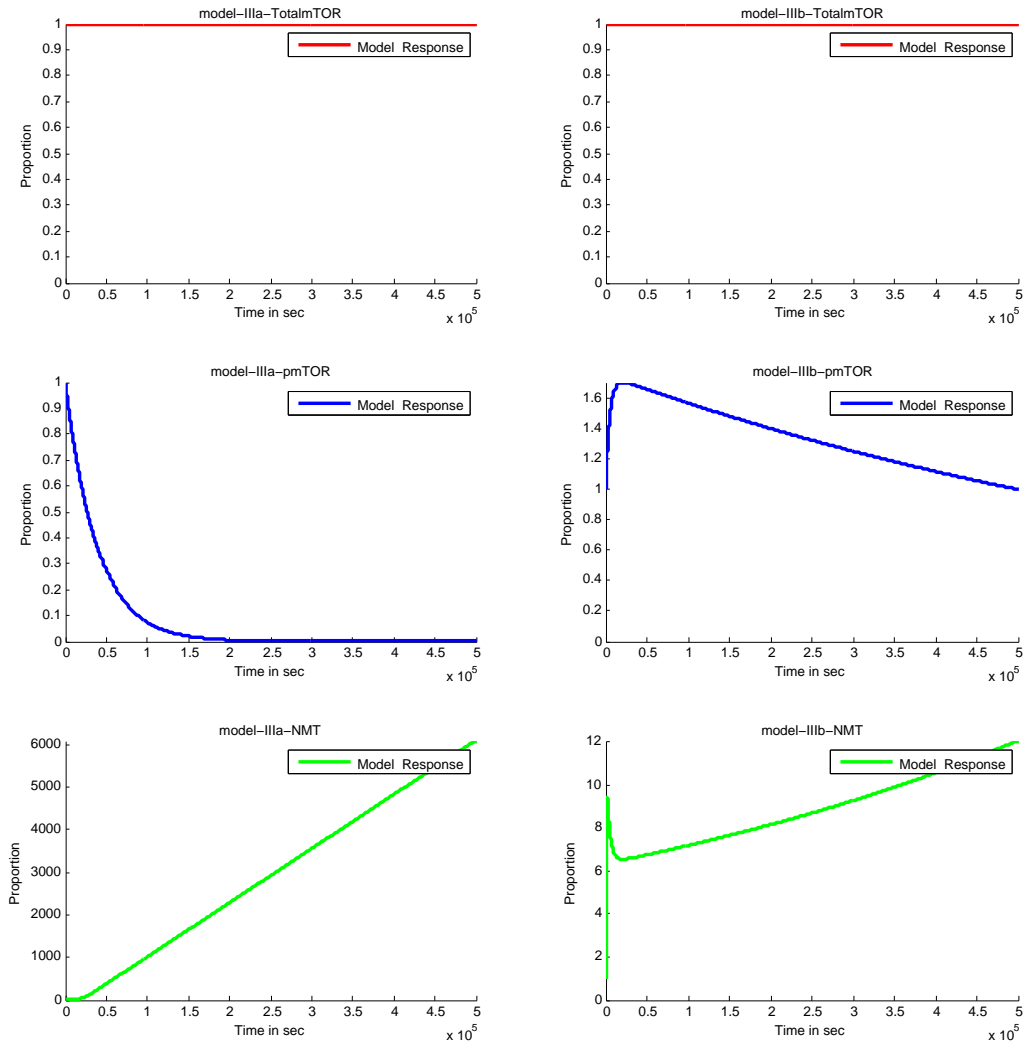 model-IIIa-TotalmTOR
1
0.9
0.8
0.7
0.6
0.5
0.4
0.3
0.2
0.1
0
Proportion
Model Response
0 0.5 1 1.5 2 2.5 3 3.5 4 4.5 5
Time in sec
x 10^5
model-IIIb-TotalmTOR
1
0.9
0.8
0.7
0.6
0.5
0.4
0.3
0.2
0.1
0
Proportion
Model Response
0 0.5 1 1.5 2 2.5 3 3.5 4 4.5 5
Time in sec
x 10^5
model-IIIa-pmTOR
1
0.9
0.8
0.7
0.6
0.5
0.4
0.3
0.2
0.1
0
Proportion
Model Response
0 0.5 1 1.5 2 2.5 3 3.5 4 4.5 5
Time in sec
x 10^5
model-IIIb-pmTOR
1.6
1.4
1.2
1
0.8
0.6
0.4
0.2
0
Proportion
Model Response
0 0.5 1 1.5 2 2.5 3 3.5 4 4.5 5
Time in sec
x 10^5
model-IIIa-NMT
6000
5000
4000
3000
2000
1000
0
Proportion
Model Response
0 0.5 1 1.5 2 2.5 3 3.5 4 4.5 5
Time in sec
x 10^5
model-IIIb-NMT
12
10
8
6
4
2
0
Proportion
Model Response
0 0.5 1 1.5 2 2.5 3 3.5 4 4.5 5
Time in sec
x 10^5